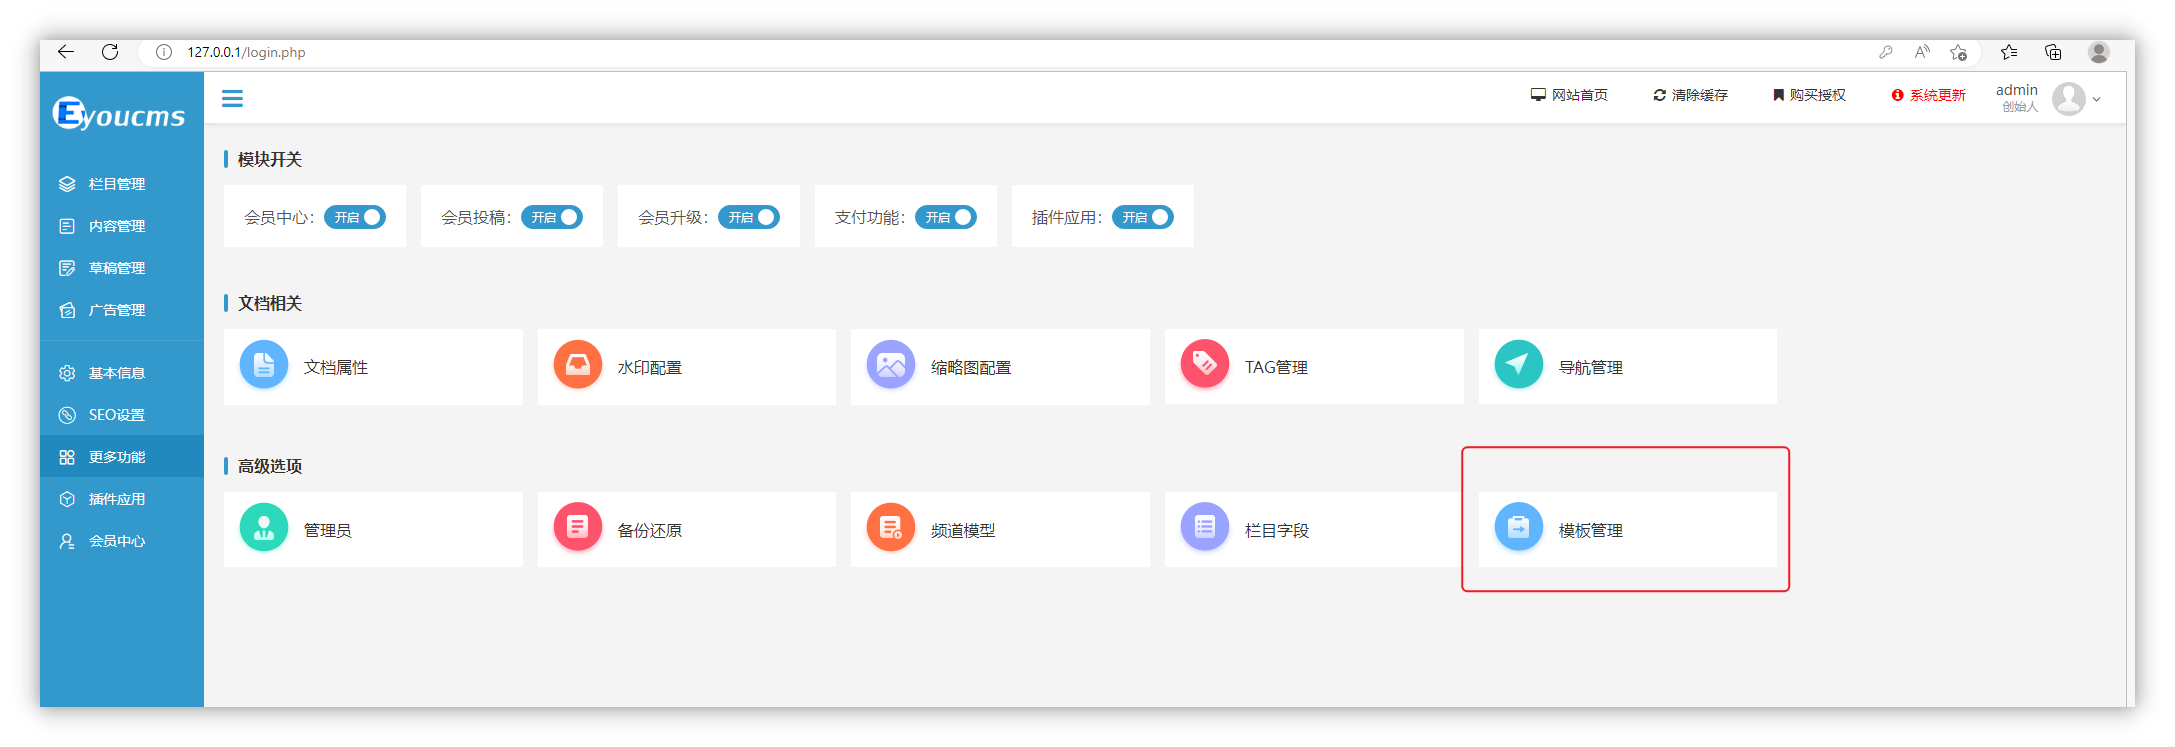 127.0.0.1/login.php
Eyoucms
网站首页 清除缓存 购买授权 系统更新 admin
创始人
栏目管理
内容管理
草稿管理
广告管理
基本信息
SEO设置
更多功能
插件应用
会员中心
模块开关
会员中心： 开启 会员投稿： 开启 会员升级： 开启 支付功能： 开启 插件应用： 开启
文档相关
文档属性 水印配置 缩略图配置 TAG管理 导航管理
高级选项
管理员 备份还原 频道模型 栏目字段 模板管理